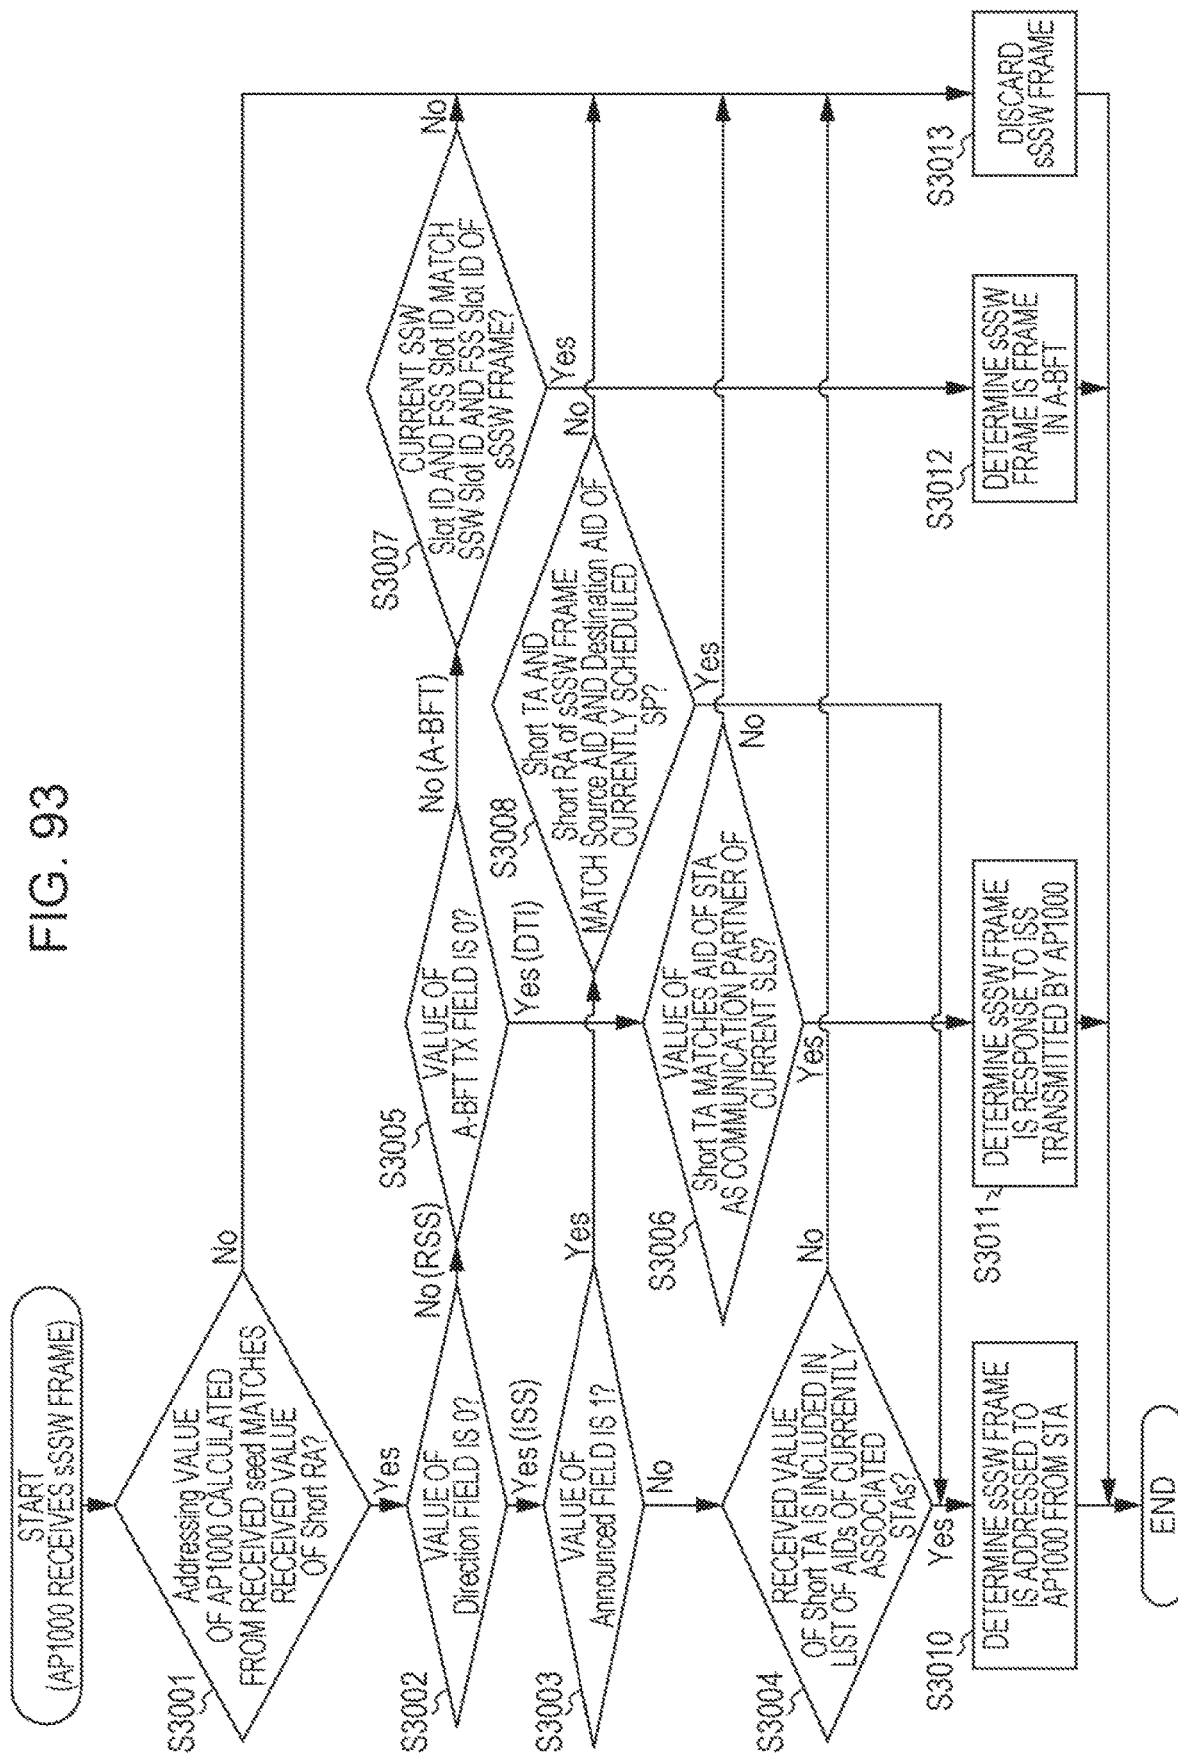 FIG. 93
START
(AP1000 RECEIVES sSSW FRAME)
S3001
Addressing VALUE
OF AP1000 CALCULATED
FROM RECEIVED seed MATCHES
RECEIVED VALUE
OF Short RA?
No
Yes
S3002
VALUE OF
Direction FIELD IS 0?
No (RSS)
Yes (ISS)
S3005
VALUE OF
A-BFT TX FIELD IS 0?
No (A-BFT)
Yes (DTI)
S3007
CURRENT SSW
Slot ID AND FSS Slot ID MATCH
SSW Slot ID AND FSS Slot ID OF
sSSW FRAME?
No
Yes
S3003
VALUE OF
Announced FIELD IS 1?
Yes
No
S3008
Short TA AND
Short RA of sSSW FRAME
MATCH Source AID AND Destination AID OF
CURRENTLY SCHEDULED
SP?
No
Yes
S3006
VALUE OF
Short TA MATCHES AID OF STA
AS COMMUNICATION PARTNER OF
CURRENT SLS?
No
Yes
S3004
RECEIVED VALUE
OF Short TA IS INCLUDED IN
LIST OF AIDs OF CURRENTLY
ASSOCIATED
STAs?
No
Yes
S3010
DETERMINE sSSW FRAME
IS ADDRESSED TO
AP1000 FROM STA
S3011
DETERMINE sSSW FRAME
IS RESPONSE TO ISS
TRANSMITTED BY AP1000
S3012
DETERMINE sSSW
FRAME IS FRAME
IN A-BFT
S3013
DISCARD
sSSW FRAME
END